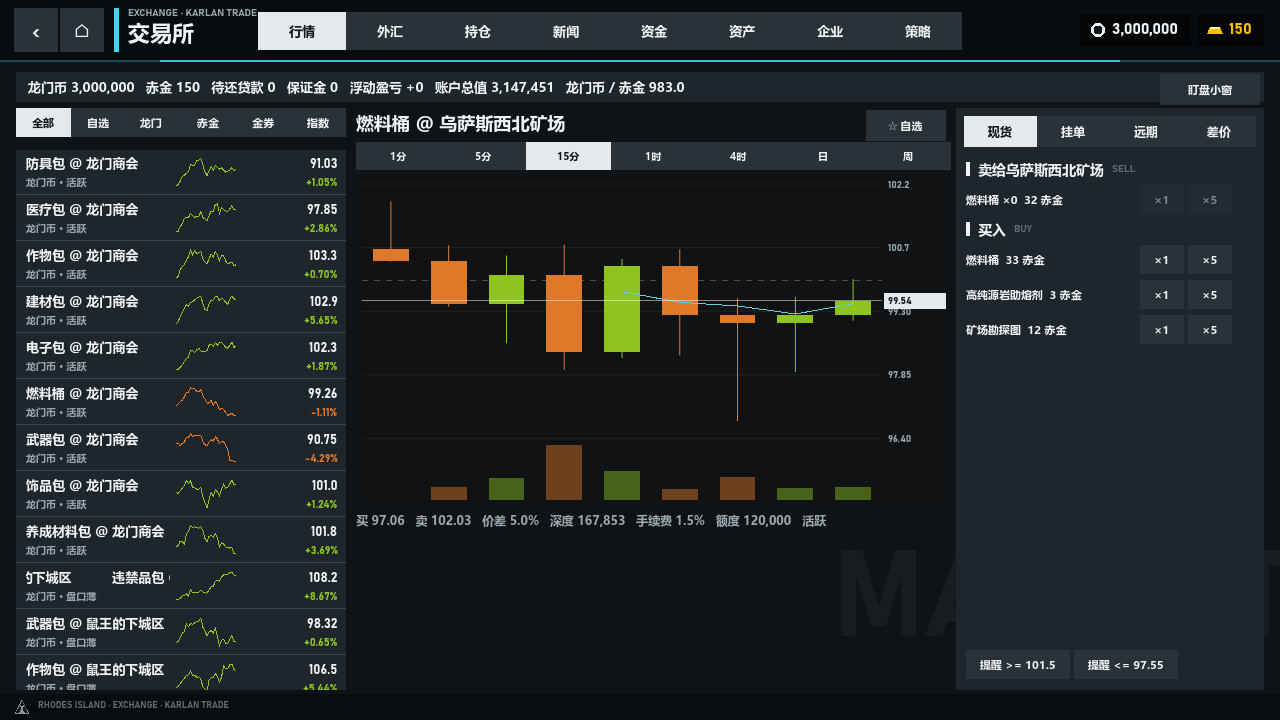 EXCHANGE · KARLAN TRADE
交易所
行情 外汇 持仓 新闻 资金 资产 企业 策略
3,000,000 150
龙门币 3,000,000 赤金 150 待还贷款 0 保证金 0 浮动盈亏 +0 账户总值 3,147,451 龙门币 / 赤金 983.0
盯盘小窗
全部 自选 龙门 赤金 金券 指数
防具包 @ 龙门商会 91.03
龙门币 • 活跃 +1.05%
医疗包 @ 龙门商会 97.85
龙门币 • 活跃 +2.86%
作物包 @ 龙门商会 103.3
龙门币 • 活跃 +0.70%
建材包 @ 龙门商会 102.9
龙门币 • 活跃 +5.65%
电子包 @ 龙门商会 102.3
龙门币 • 活跃 +1.87%
燃料桶 @ 龙门商会 99.26
龙门币 • 活跃 -1.11%
武器包 @ 龙门商会 90.75
龙门币 • 活跃 -4.29%
饰品包 @ 龙门商会 101.0
龙门币 • 活跃 +1.24%
养成材料包 @ 龙门商会 101.8
龙门币 • 活跃 +3.69%
的下城区 违禁品包 108.2
龙门币 • 盘口薄 +8.67%
武器包 @ 鼠王的下城区 98.32
龙门币 • 盘口薄 +0.65%
作物包 @ 鼠王的下城区 106.5
龙门币 • 盘口薄 +5.44%
燃料桶 @ 乌萨斯西北矿场
☆ 自选
1分 5分 15分 1时 4时 日 周
102.2
100.7
99.54
99.30
97.85
96.40
买 97.06 卖 102.03 价差 5.0% 深度 167,853 手续费 1.5% 额度 120,000 活跃
现货 挂单 远期 差价
卖给乌萨斯西北矿场 SELL
燃料桶 ×0 32 赤金 ×1 ×5
买入 BUY
燃料桶 33 赤金 ×1 ×5
高纯源岩助熔剂 3 赤金 ×1 ×5
矿场勘探图 12 赤金 ×1 ×5
提醒 >= 101.5 提醒 <= 97.55
RHODES ISLAND · EXCHANGE · KARLAN TRADE